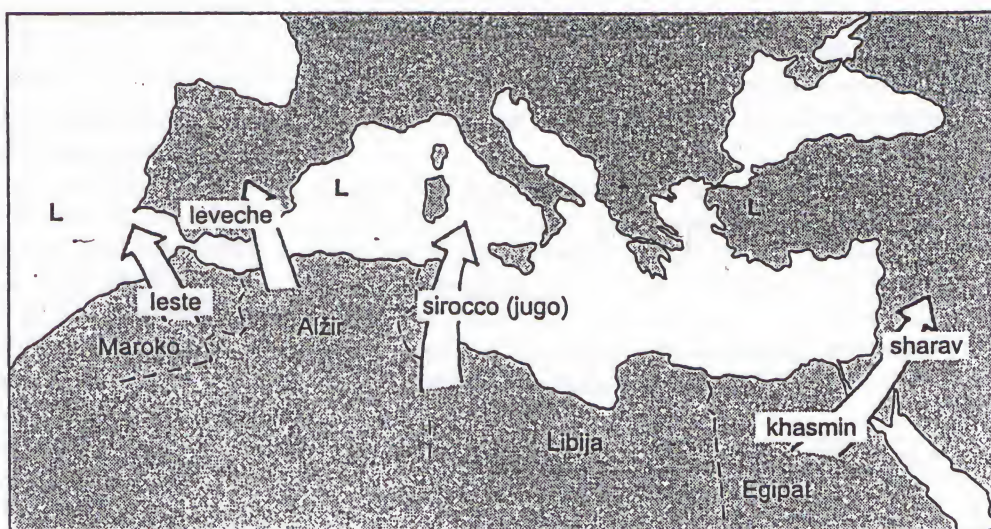 L
leveche
L
L
leste
sirocco (jugo)
Maroko
Alžir
sharav
khasmin
Libija
Egipat